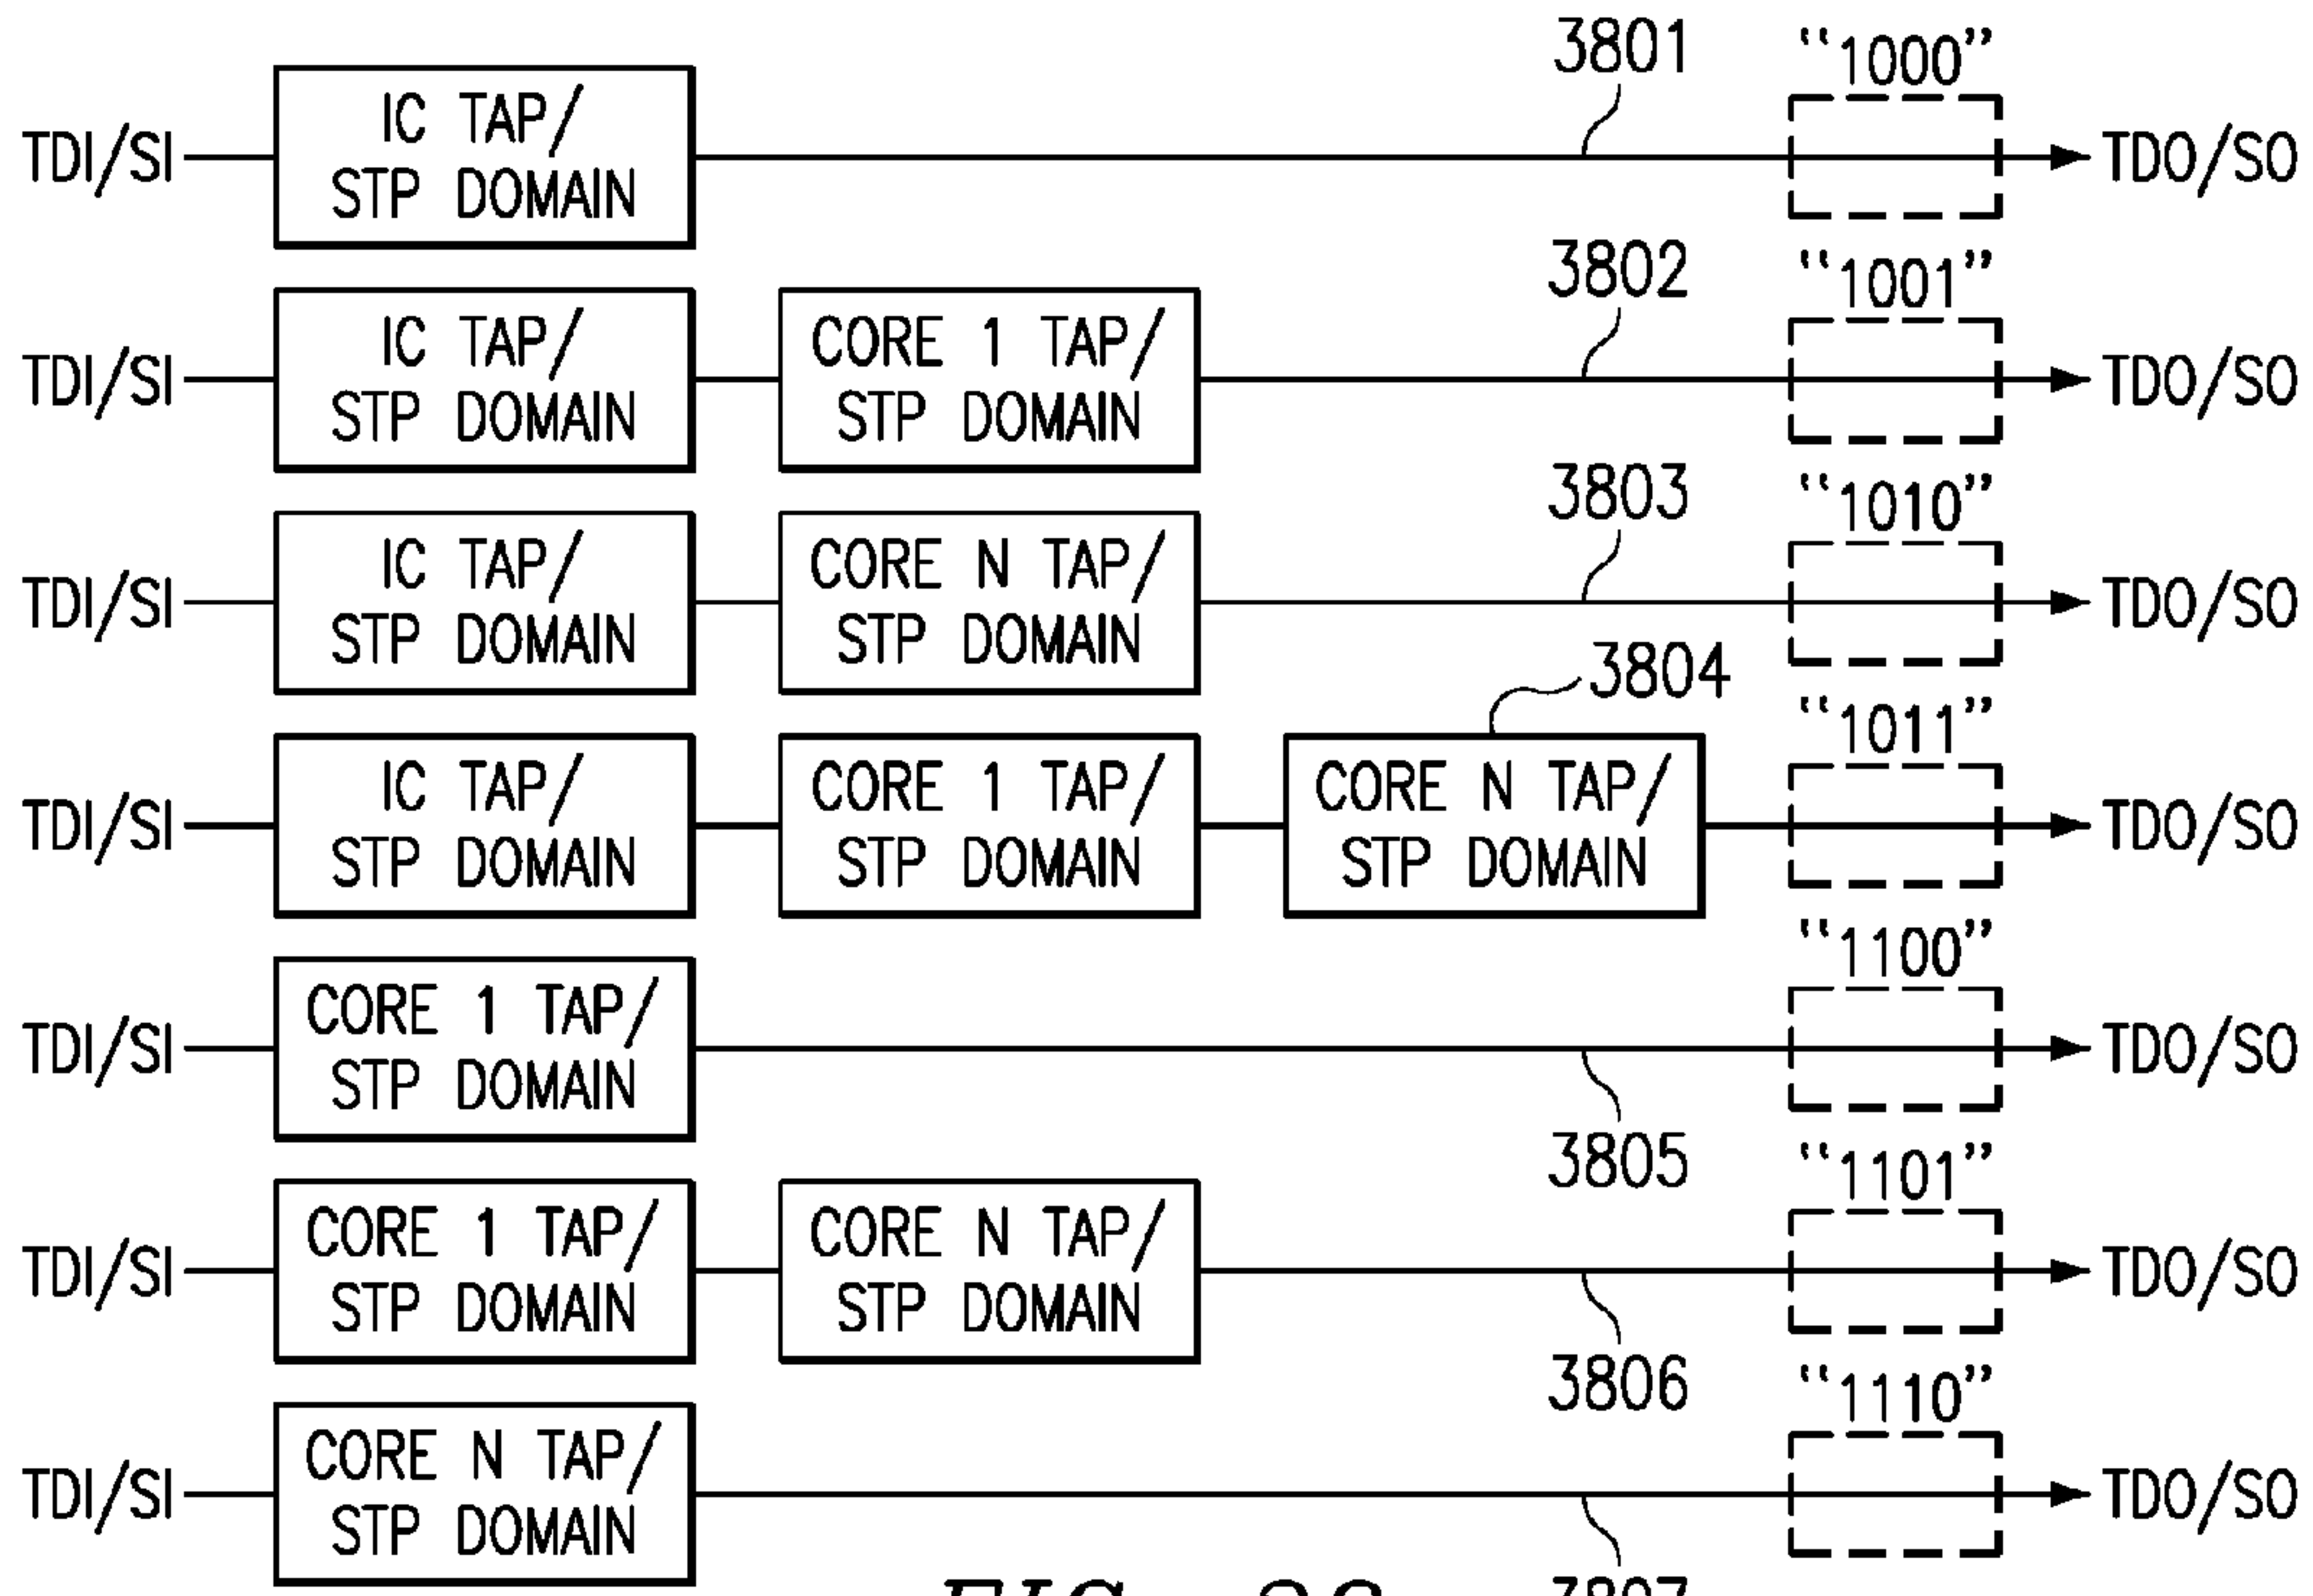 3801 "1000"
TDI/SI IC TAP/ STP DOMAIN TDO/SO
3802 "1001"
TDI/SI IC TAP/ STP DOMAIN CORE 1 TAP/ STP DOMAIN TDO/SO
3803 "1010"
TDI/SI IC TAP/ STP DOMAIN CORE N TAP/ STP DOMAIN TDO/SO
3804 "1011"
TDI/SI IC TAP/ STP DOMAIN CORE 1 TAP/ STP DOMAIN CORE N TAP/ STP DOMAIN TDO/SO
"1100"
TDI/SI CORE 1 TAP/ STP DOMAIN TDO/SO
3805 "1101"
TDI/SI CORE 1 TAP/ STP DOMAIN CORE N TAP/ STP DOMAIN TDO/SO
3806 "1110"
TDI/SI CORE N TAP/ STP DOMAIN TDO/SO